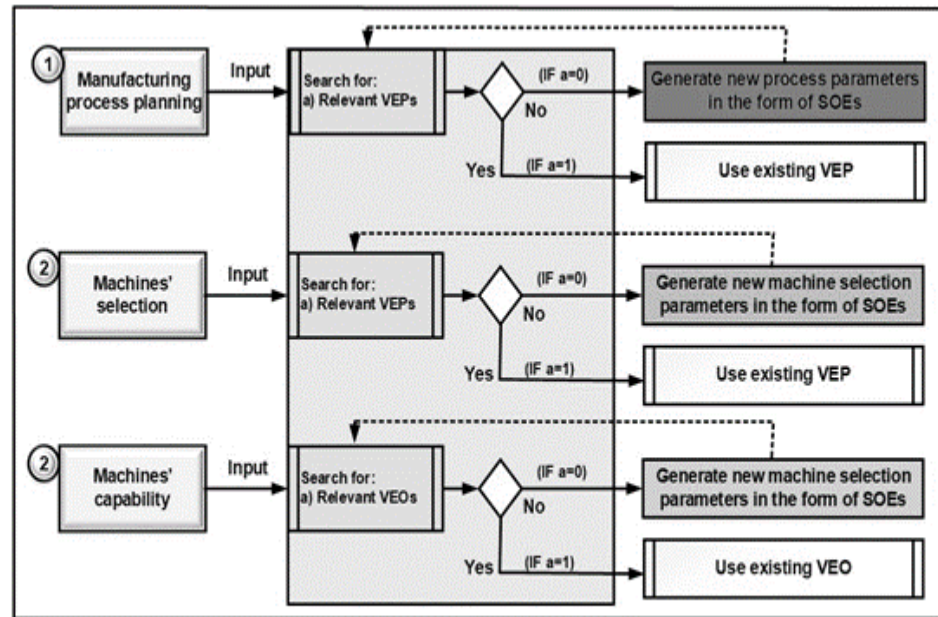 1
Manufacturing
process planning
Input
Search for:
a) Relevant VEPs
(IF a=0)
No
Yes
(IF a=1)
Generate new process parameters
in the form of SOEs
Use existing VEP
2
Machines'
selection
Input
Search for:
a) Relevant VEPs
(IF a=0)
No
Yes
(IF a=1)
Generate new machine selection
parameters in the form of SOEs
Use existing VEP
2
Machines'
capability
Input
Search for:
a) Relevant VEOs
(IF a=0)
No
Yes
(IF a=1)
Generate new machine selection
parameters in the form of SOEs
Use existing VEO